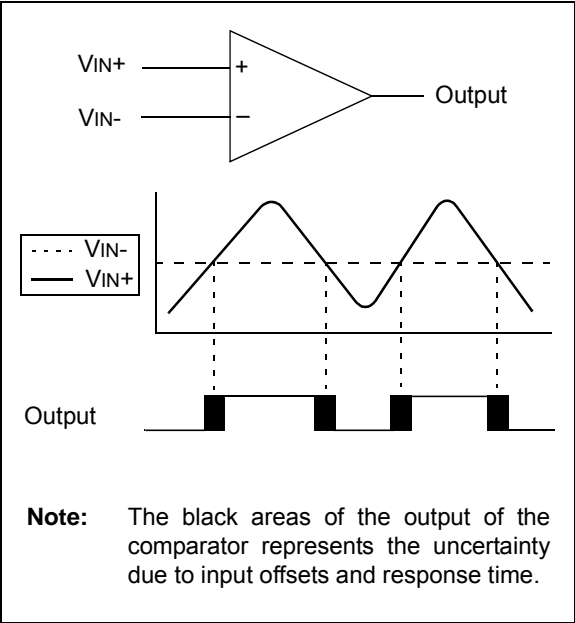 VIN+
+
Output
VIN-
–
VIN-
VIN+
Output
Note: The black areas of the output of the
comparator represents the uncertainty
due to input offsets and response time.